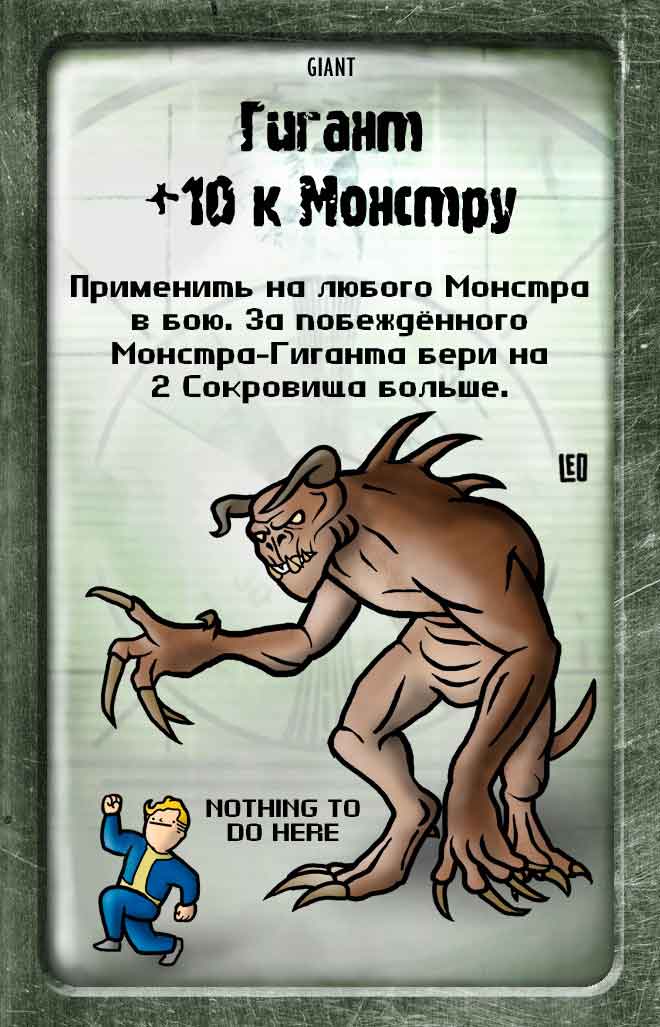 GIANT
Гигант
+10 к Монстру
Применить на любого Монстра
в бою. За побеждённого
Монстра-Гиганта бери на
2 Сокровища больше.
LEO
NOTHING TO
DO HERE